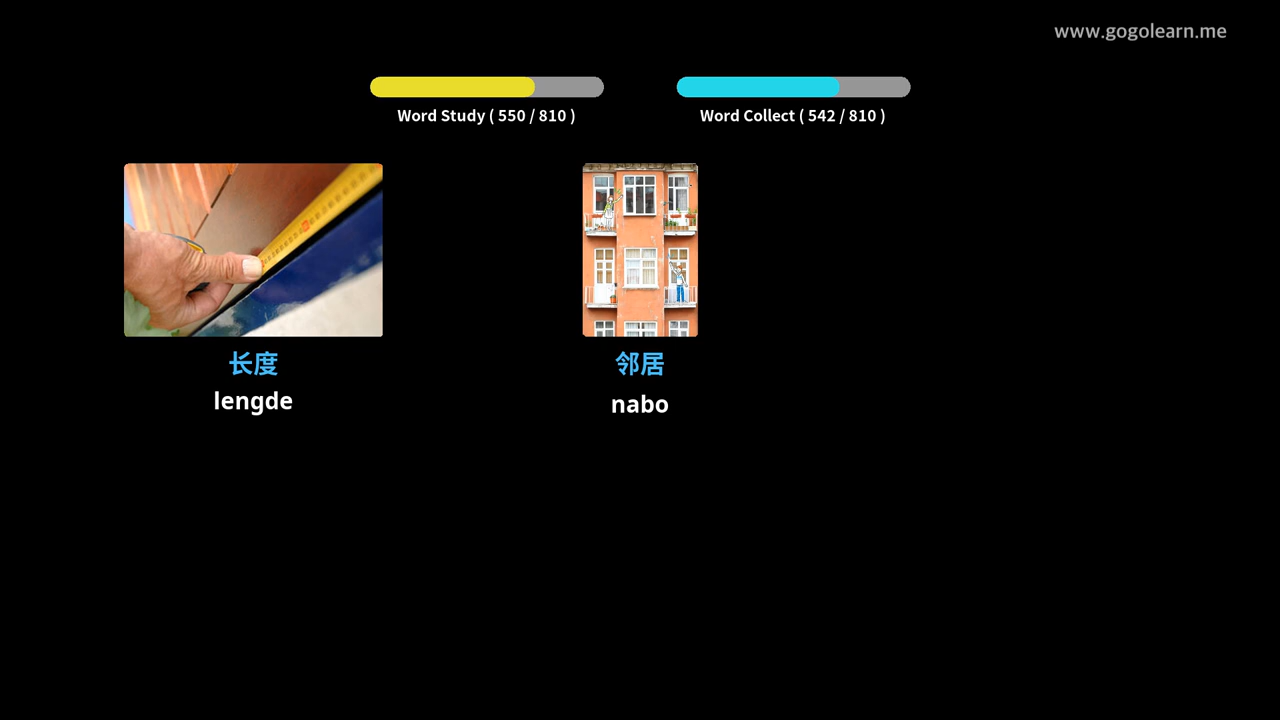 www.gogolearn.me
Word Study ( 550 / 810 )
Word Collect ( 542 / 810 )
长度
lengde
邻居
nabo